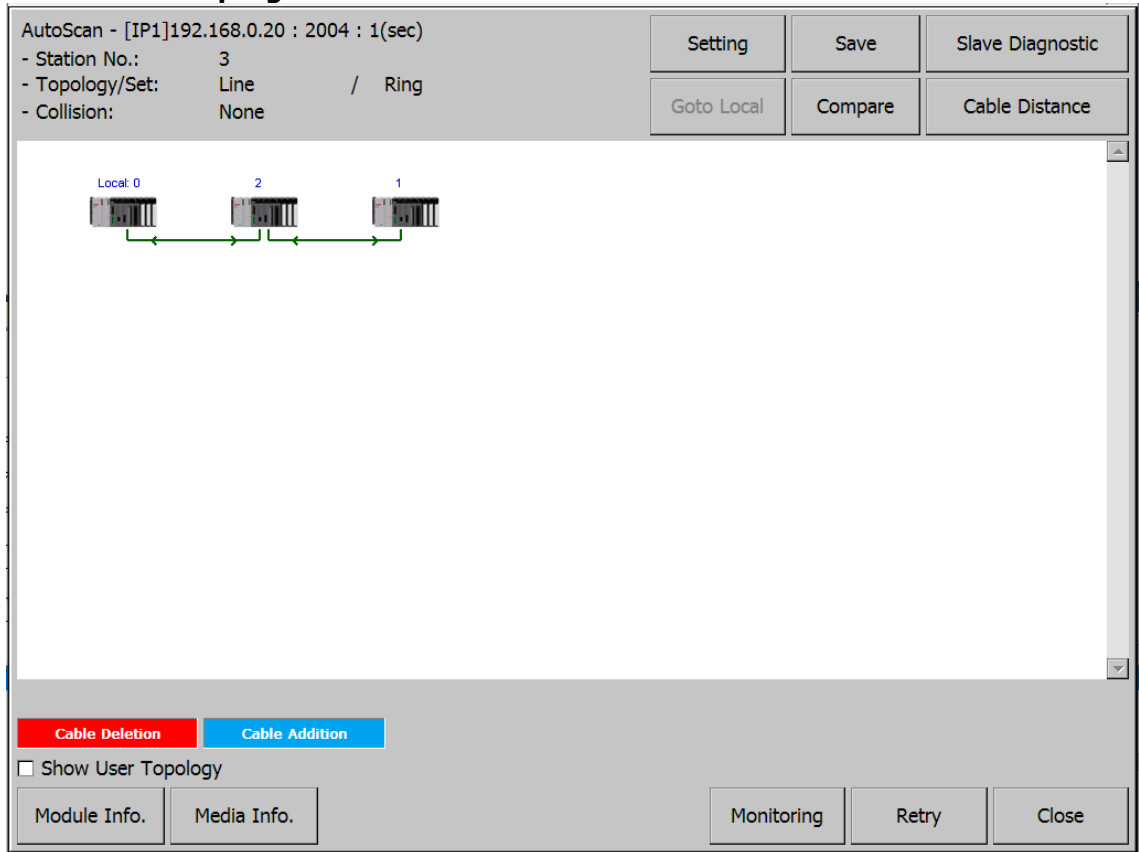 AutoScan - [IP1]192.168.0.20 : 2004 : 1(sec)
- Station No.: 3
- Topology/Set: Line / Ring
- Collision: None
Setting
Save
Slave Diagnostic
Goto Local
Compare
Cable Distance
Local: 0
2
1
Cable Deletion
Cable Addition
Show User Topology
Module Info.
Media Info.
Monitoring
Retry
Close